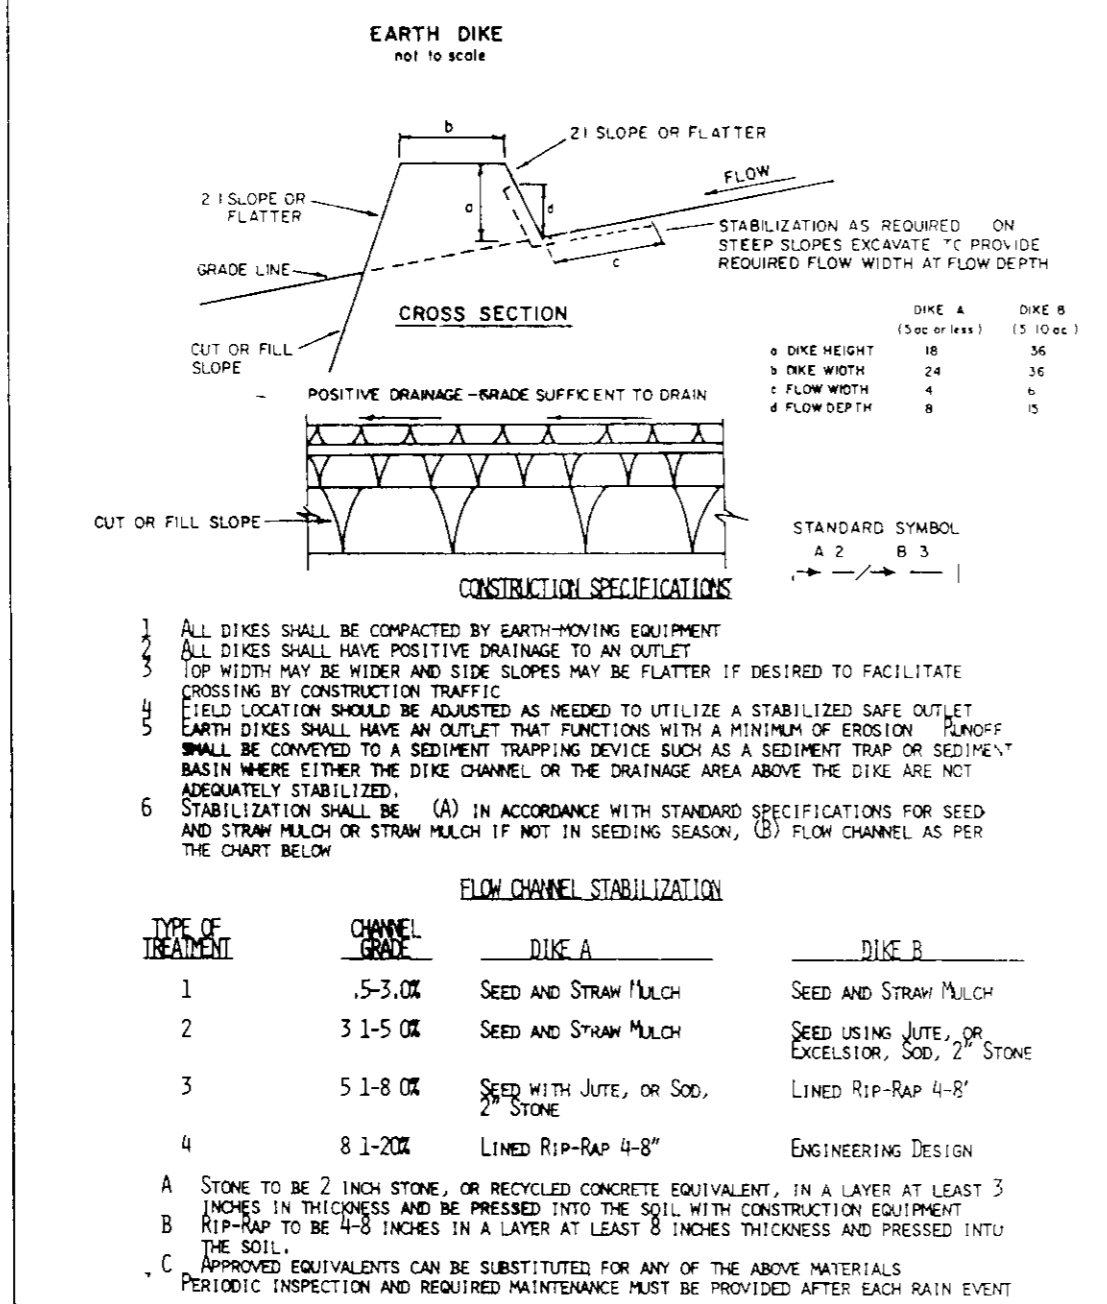 EARTH DIKE
not to scale
b
2 1 SLOPE OR FLATTER
FLOW
2 1 SLOPE OR
FLATTER
a
d
STABILIZATION AS REQUIRED ON
STEEP SLOPES EXCAVATE TO PROVIDE
REQUIRED FLOW WIDTH AT FLOW DEPTH
c
GRADE LINE
CROSS SECTION
CUT OR FILL
SLOPE
DIKE A DIKE B
(5 ac or less) (5 10 ac)
a DIKE HEIGHT 18 36
b DIKE WIDTH 24 36
c FLOW WIDTH 4 6
d FLOW DEPTH 8 15
POSITIVE DRAINAGE - GRADE SUFFICENT TO DRAIN
CUT OR FILL SLOPE
STANDARD SYMBOL
A 2 B 3
CONSTRUCTION SPECIFICATIONS
1 ALL DIKES SHALL BE COMPACTED BY EARTH-MOVING EQUIPMENT
2 ALL DIKES SHALL HAVE POSITIVE DRAINAGE TO AN OUTLET
3 TOP WIDTH MAY BE WIDER AND SIDE SLOPES MAY BE FLATTER IF DESIRED TO FACILITATE
CROSSING BY CONSTRUCTION TRAFFIC
4 FIELD LOCATION SHOULD BE ADJUSTED AS NEEDED TO UTILIZE A STABILIZED SAFE OUTLET
5 EARTH DIKES SHALL HAVE AN OUTLET THAT FUNCTIONS WITH A MINIMUM OF EROSION RUNOFF
SHALL BE CONVEYED TO A SEDIMENT TRAPPING DEVICE SUCH AS A SEDIMENT TRAP OR SEDIMENT
BASIN WHERE EITHER THE DIKE CHANNEL OR THE DRAINAGE AREA ABOVE THE DIKE ARE NOT
ADEQUATELY STABILIZED.
6 STABILIZATION SHALL BE (A) IN ACCORDANCE WITH STANDARD SPECIFICATIONS FOR SEED
AND STRAW MULCH OR STRAW MULCH IF NOT IN SEEDING SEASON, (B) FLOW CHANNEL AS PER
THE CHART BELOW
FLOW CHANNEL STABILIZATION
TYPE OF TREATMENT CHANNEL GRADE DIKE A DIKE B
1 .5-3.0% SEED AND STRAW MULCH SEED AND STRAW MULCH
2 3 1-5 0% SEED AND STRAW MULCH SEED USING JUTE, OR
EXCELSIOR, SOD, 2" STONE
3 5 1-8 0% SEED WITH JUTE, OR SOD, LINED RIP-RAP 4-8'
2" STONE
4 8 1-20% LINED RIP-RAP 4-8" ENGINEERING DESIGN
A STONE TO BE 2 INCH STONE, OR RECYCLED CONCRETE EQUIVALENT, IN A LAYER AT LEAST 3
INCHES IN THICKNESS AND BE PRESSED INTO THE SOIL WITH CONSTRUCTION EQUIPMENT
B RIP-RAP TO BE 4-8 INCHES IN A LAYER AT LEAST 8 INCHES THICKNESS AND PRESSED INTO
THE SOIL.
C APPROVED EQUIVALENTS CAN BE SUBSTITUTED FOR ANY OF THE ABOVE MATERIALS
PERIODIC INSPECTION AND REQUIRED MAINTENANCE MUST BE PROVIDED AFTER EACH RAIN EVENT